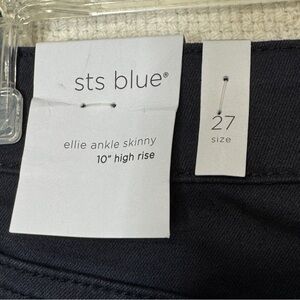 sts blue®
ellie ankle skinny
10" high rise
27
size